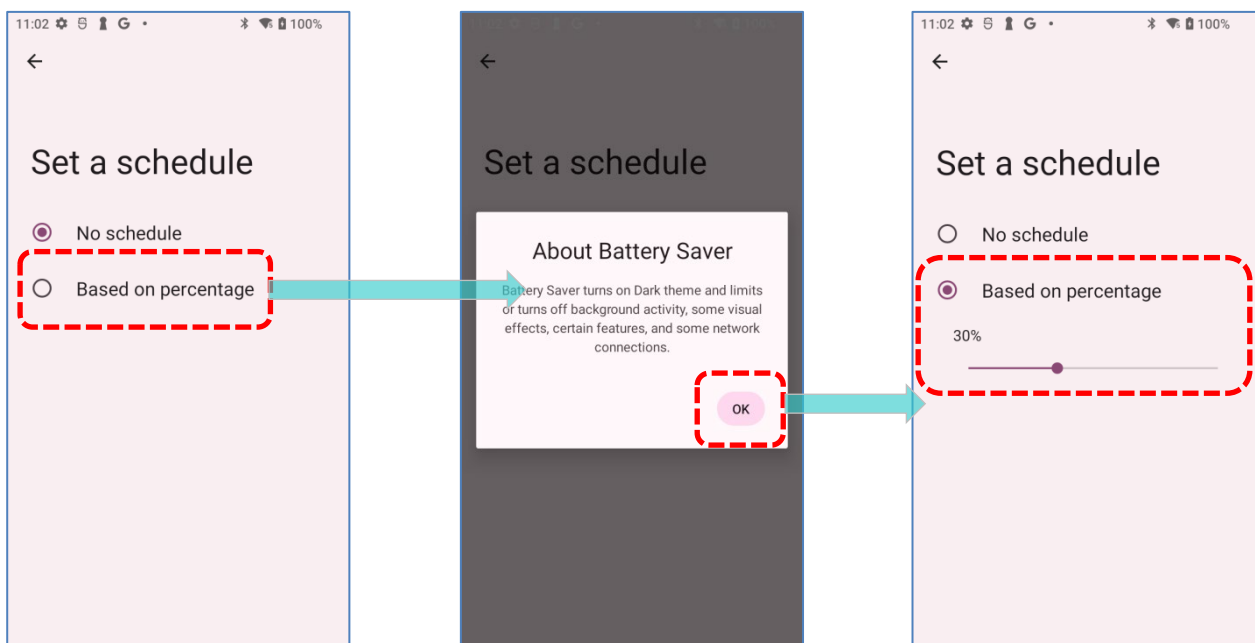 11:02 G 100%
Set a schedule
No schedule
Based on percentage
Set a schedule
About Battery Saver
Battery Saver turns on Dark theme and limits
or turns off background activity, some visual
effects, certain features, and some network
connections.
OK
11:02 G 100%
Set a schedule
No schedule
Based on percentage
30%